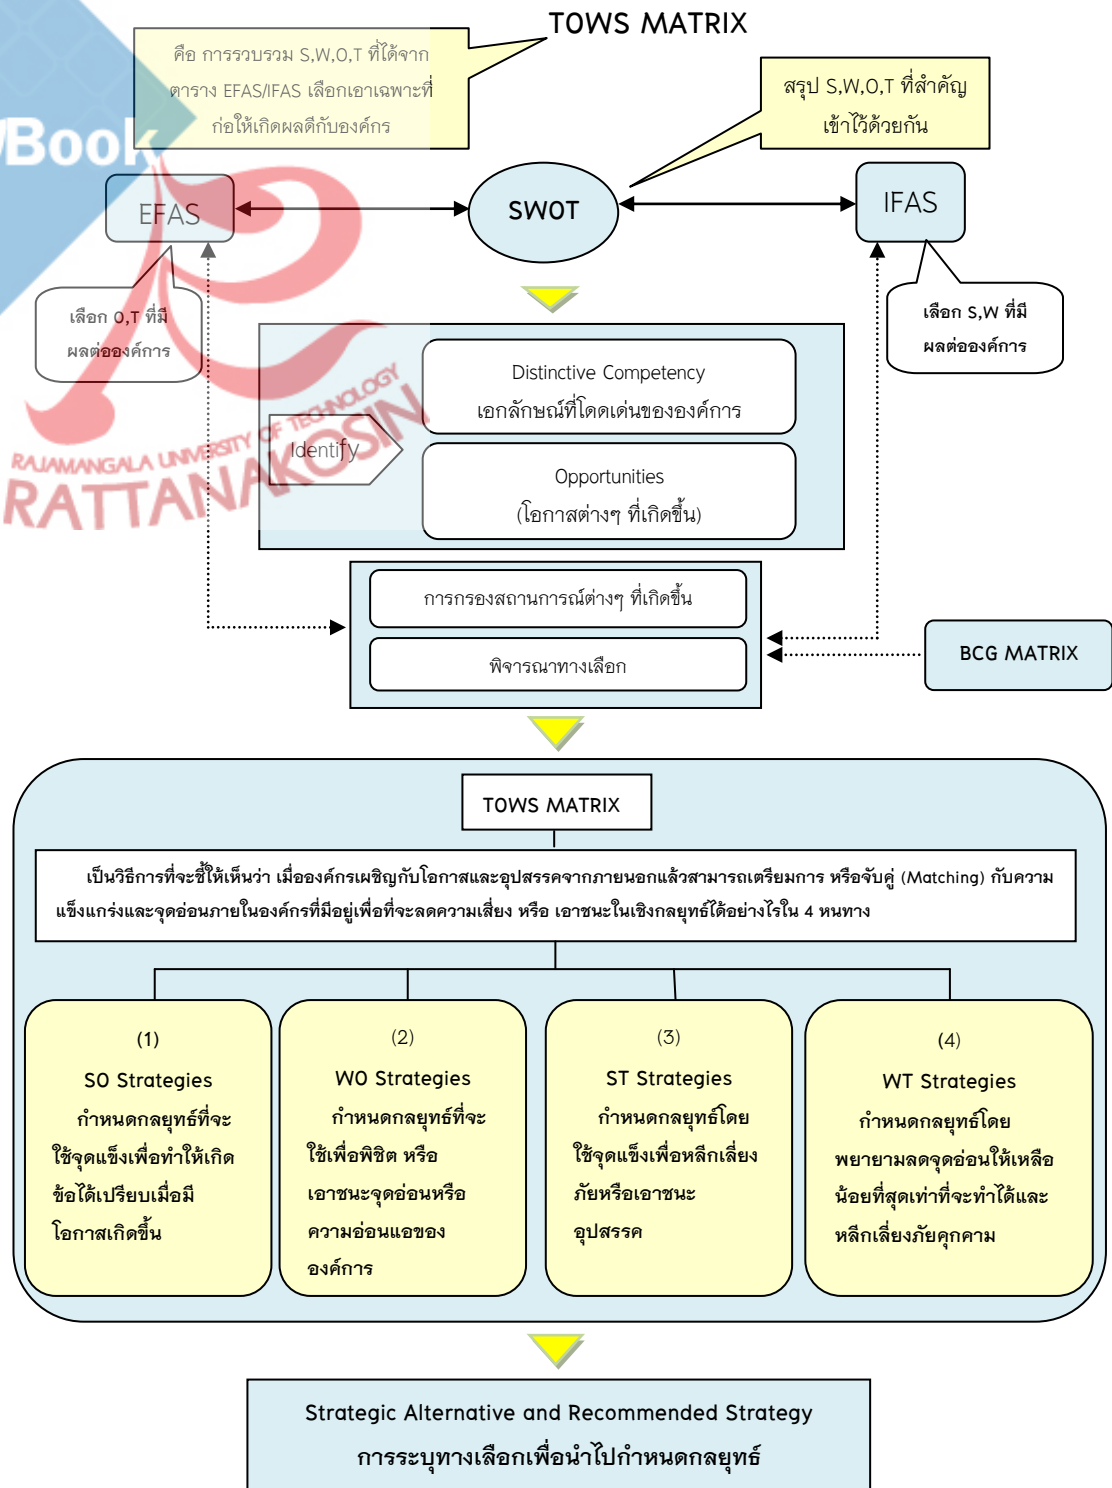 TOWS MATRIX
คือ การรวบรวม S,W,O,T ที่ได้จาก
ตาราง EFAS/IFAS เลือกเอาเฉพาะที่
ก่อให้เกิดผลดีกับองค์กร
สรุป S,W,O,T ที่สำคัญ
เข้าไว้ด้วยกัน
Book
EFAS
SWOT
IFAS
เลือก O,T ที่มี
ผลต่อองค์การ
เลือก S,W ที่มี
ผลต่อองค์การ
Distinctive Competency
เอกลักษณ์ที่โดดเด่นขององค์การ
Identify
Opportunities
(โอกาสต่างๆ ที่เกิดขึ้น)
RAJAMANGALA UNIVERSITY OF TECHNOLOGY
RATTANAKOSIN
การกรองสถานการณ์ต่างๆ ที่เกิดขึ้น
พิจารณาทางเลือก
BCG MATRIX
TOWS MATRIX
เป็นวิธีการที่จะชี้ให้เห็นว่า เมื่อองค์กรเผชิญกับโอกาสและอุปสรรคจากภายนอกแล้วสามารถเตรียมการ หรือจับคู่ (Matching) กับความ
แข็งแกร่งและจุดอ่อนภายในองค์กรที่มีอยู่เพื่อที่จะลดความเสี่ยง หรือ เอาชนะในเชิงกลยุทธ์ได้อย่างไรใน 4 หนทาง
(1)
SO Strategies
กำหนดกลยุทธ์ที่จะ
ใช้จุดแข็งเพื่อทำให้เกิด
ข้อได้เปรียบเมื่อมี
โอกาสเกิดขึ้น
(2)
WO Strategies
กำหนดกลยุทธ์ที่จะ
ใช้เพื่อพิชิต หรือ
เอาชนะจุดอ่อนหรือ
ความอ่อนแอของ
องค์การ
(3)
ST Strategies
กำหนดกลยุทธ์โดย
ใช้จุดแข็งเพื่อหลีกเลี่ยง
ภัยหรือเอาชนะ
อุปสรรค
(4)
WT Strategies
กำหนดกลยุทธ์โดย
พยายามลดจุดอ่อนให้เหลือ
น้อยที่สุดเท่าที่จะทำได้และ
หลีกเลี่ยงภัยคุกคาม
Strategic Alternative and Recommended Strategy
การระบุทางเลือกเพื่อนำไปกำหนดกลยุทธ์